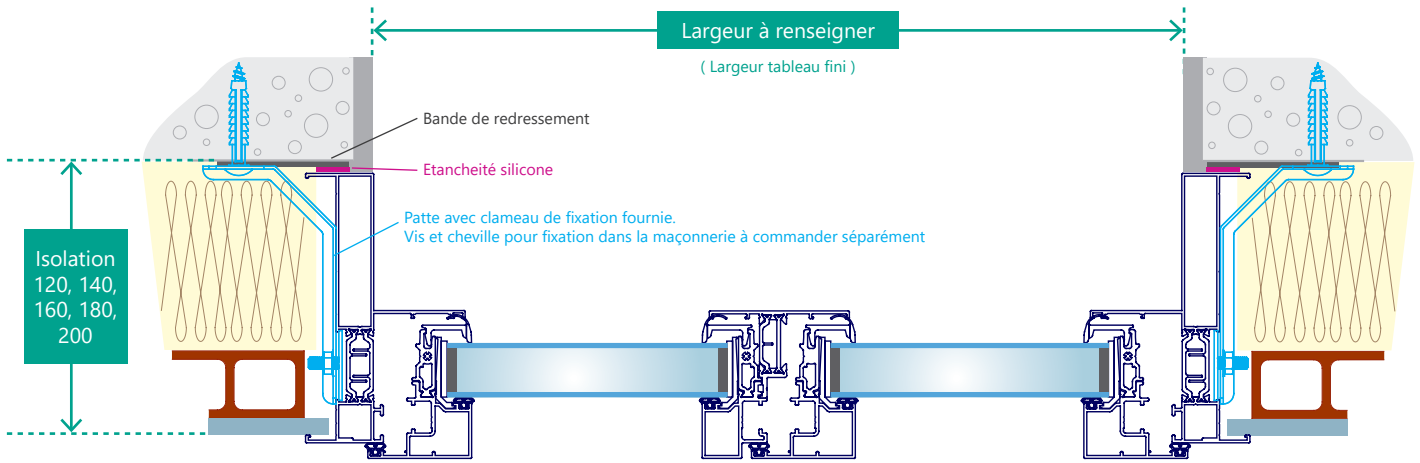 Largeur à renseigner
( Largeur tableau fini )
Bande de redressement
Etancheité silicone
Patte avec clameau de fixation fournie.
Vis et cheville pour fixation dans la maçonnerie à commander séparément
Isolation
120, 140,
160, 180,
200